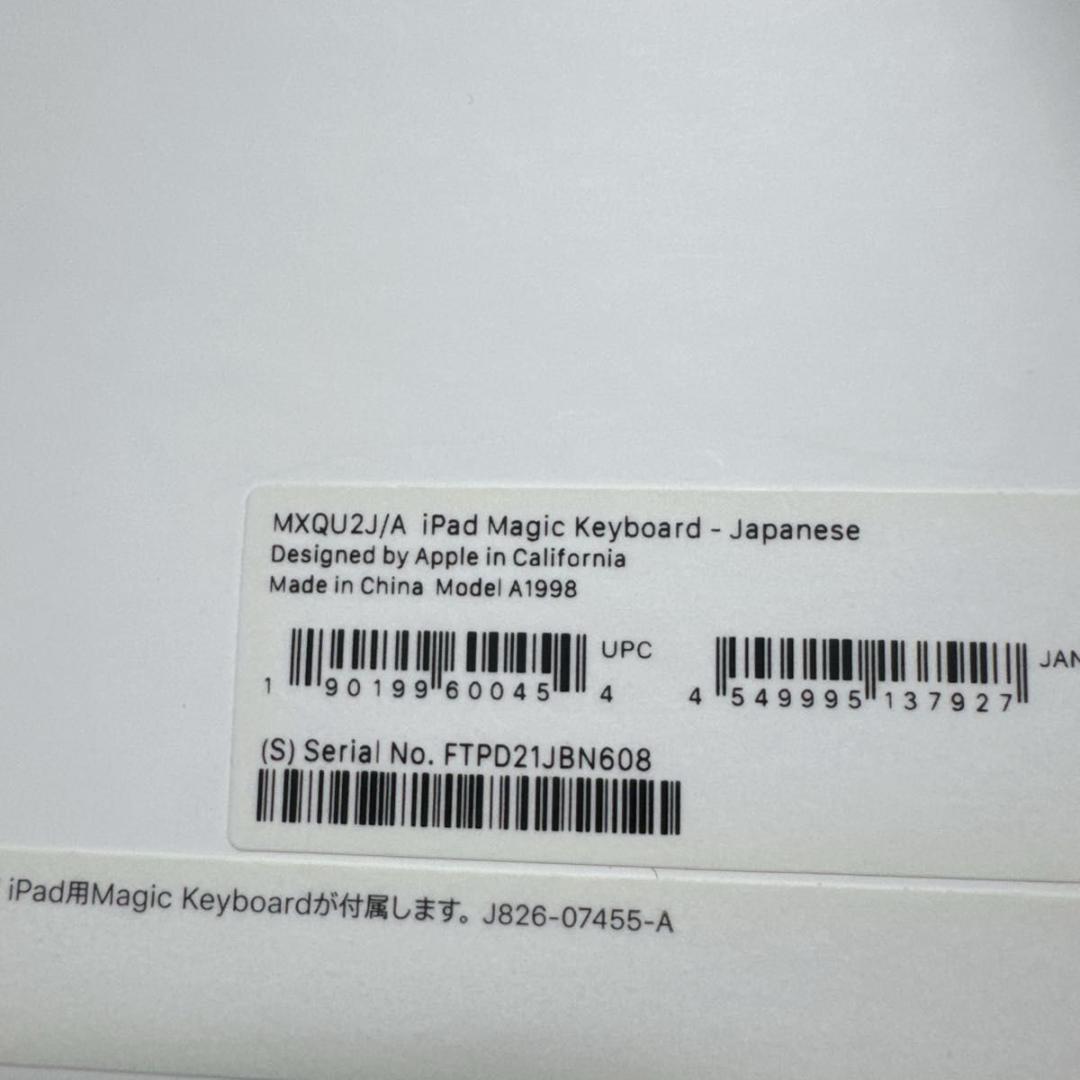 MXQU2J/A iPad Magic Keyboard - Japanese
Designed by Apple in California
Made in China Model A1998
UPC
1 90199 60045 4
JAN
4 549995 137927
(S) Serial No. FTPD21JBN608
iPad用Magic Keyboardが付属します。J826-07455-A